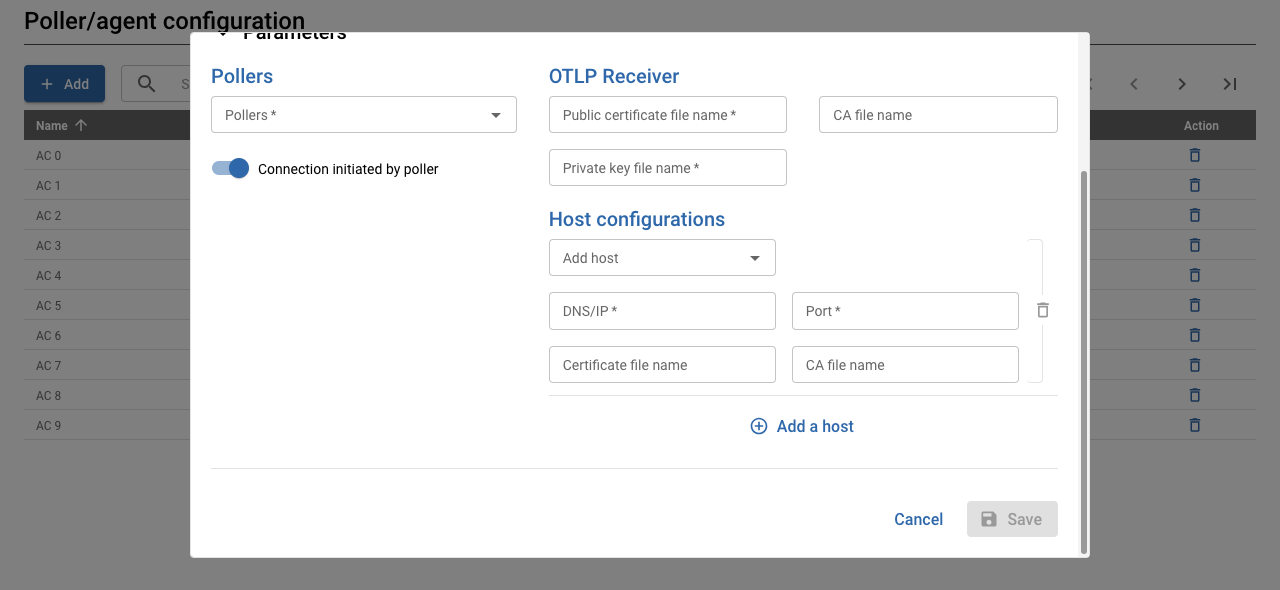 Poller/agent configuration
Parameters
Add
S
Name
Action
AC 0
AC 1
AC 2
AC 3
AC 4
AC 5
AC 6
AC 7
AC 8
AC 9
Pollers
Pollers *
Connection initiated by poller
OTLP Receiver
Public certificate file name *
CA file name
Private key file name *
Host configurations
Add host
DNS/IP *
Port *
Certificate file name
CA file name
Add a host
Cancel
Save